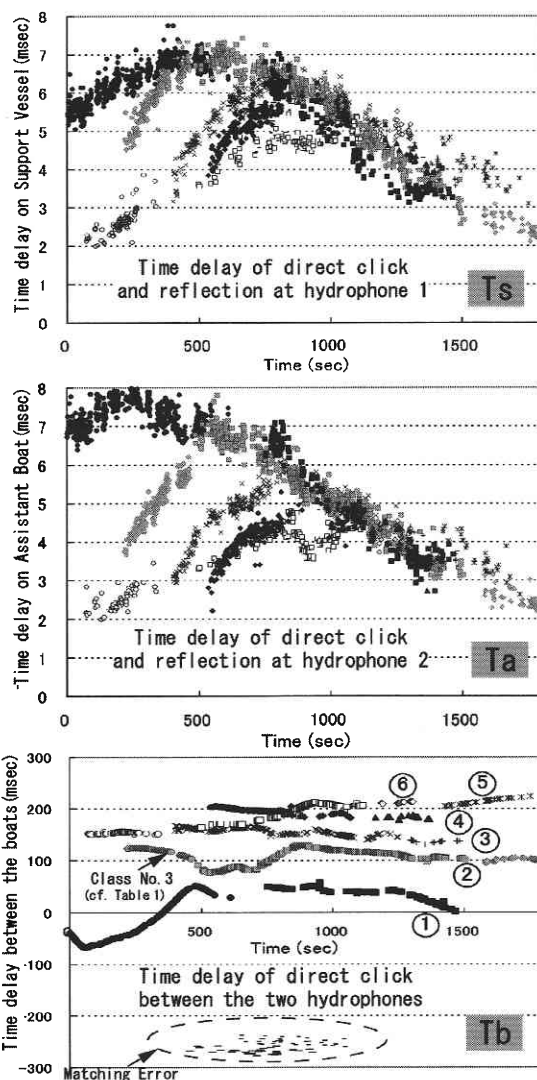 Time delay on Support Vessel (msec)
8
7
6
5
4
3
2
1
0
Time delay of direct click
and reflection at hydrophone 1
Ts
0
500
1000
1500
Time (sec)
Time delay on Assistant Boat (msec)
8
7
6
5
4
3
2
1
0
Time delay of direct click
and reflection at hydrophone 2
Ta
0
500
1000
1500
Time (sec)
Time delay between the boats (msec)
300
200
100
0
-100
-200
-300
⑥
⑤
④
③
②
①
Class No. 3
(cf. Table 1)
500
1000
1500
Time (sec)
Time delay of direct click
between the two hydrophones
Tb
Matching Error